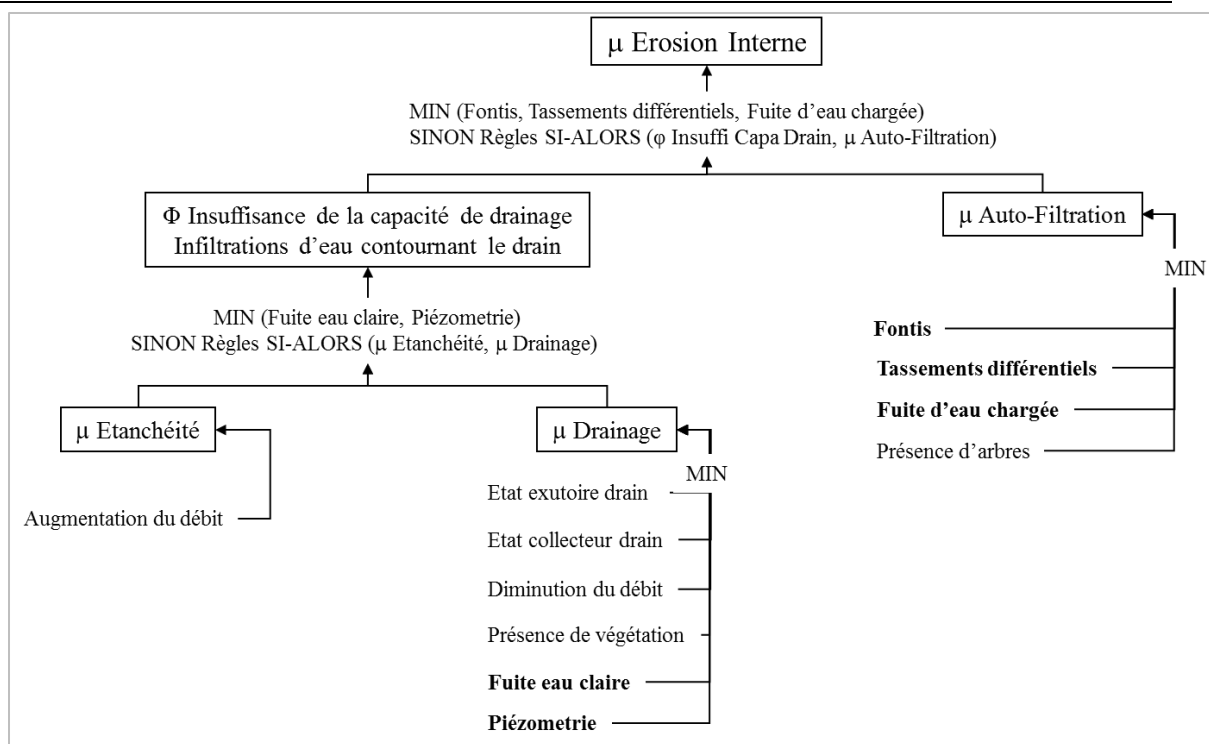 μ Erosion Interne
MIN (Fontis, Tassements différentiels, Fuite d'eau chargée)
SINON Règles SI-ALORS (φ Insuffi Capa Drain, μ Auto-Filtration)
Φ Insuffisance de la capacité de drainage
Infiltrations d'eau contournant le drain
μ Auto-Filtration
MIN
MIN (Fuite eau claire, Piézometrie)
SINON Règles SI-ALORS (μ Etanchéité, μ Drainage)
Fontis
Tassements différentiels
Fuite d'eau chargée
Présence d'arbres
μ Etanchéité
μ Drainage
MIN
Augmentation du débit
Etat exutoire drain
Etat collecteur drain
Diminution du débit
Présence de végétation
Fuite eau claire
Piézometrie